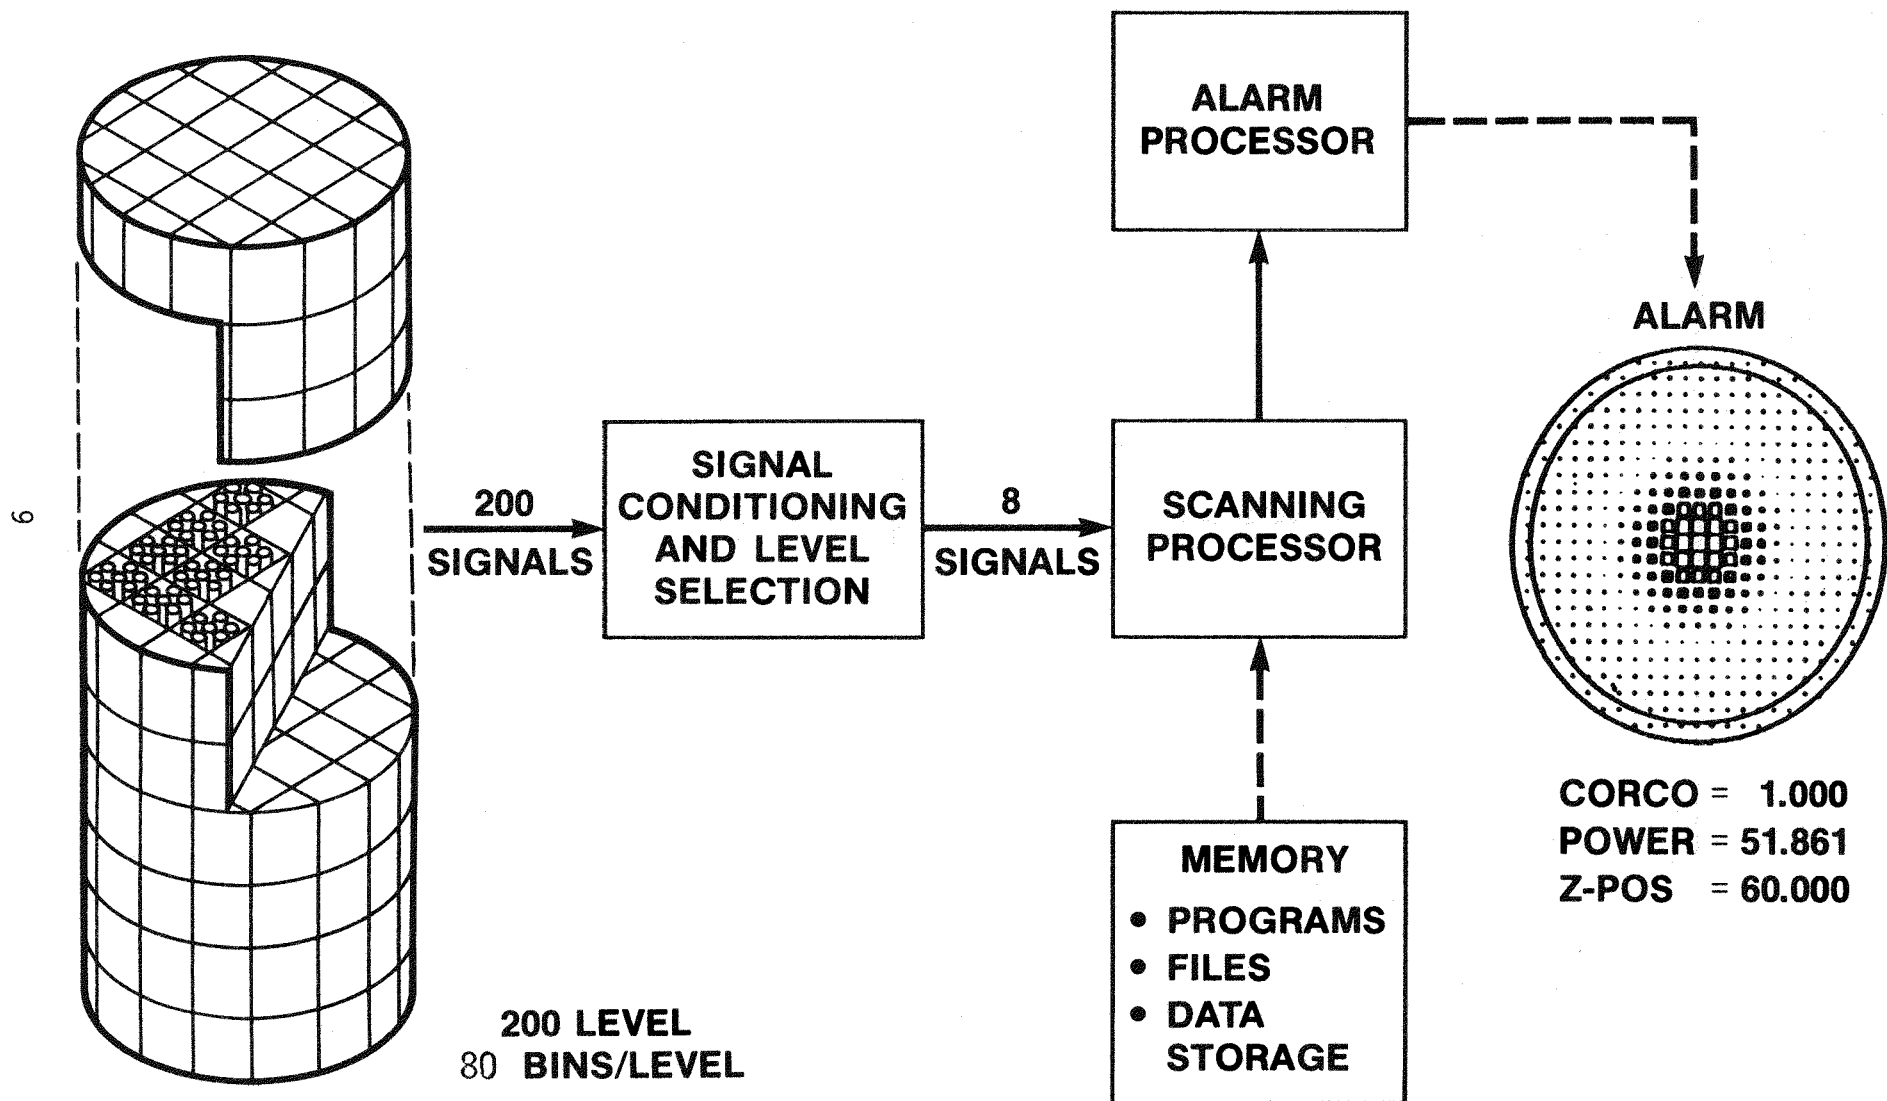 ALARM
PROCESSOR
ALARM
200
SIGNALS
SIGNAL
CONDITIONING
AND LEVEL
SELECTION
8
SIGNALS
SCANNING
PROCESSOR
9
CORCO = 1.000
POWER = 51.861
Z-POS = 60.000
MEMORY
• PROGRAMS
• FILES
• DATA
STORAGE
200 LEVEL
80 BINS/LEVEL